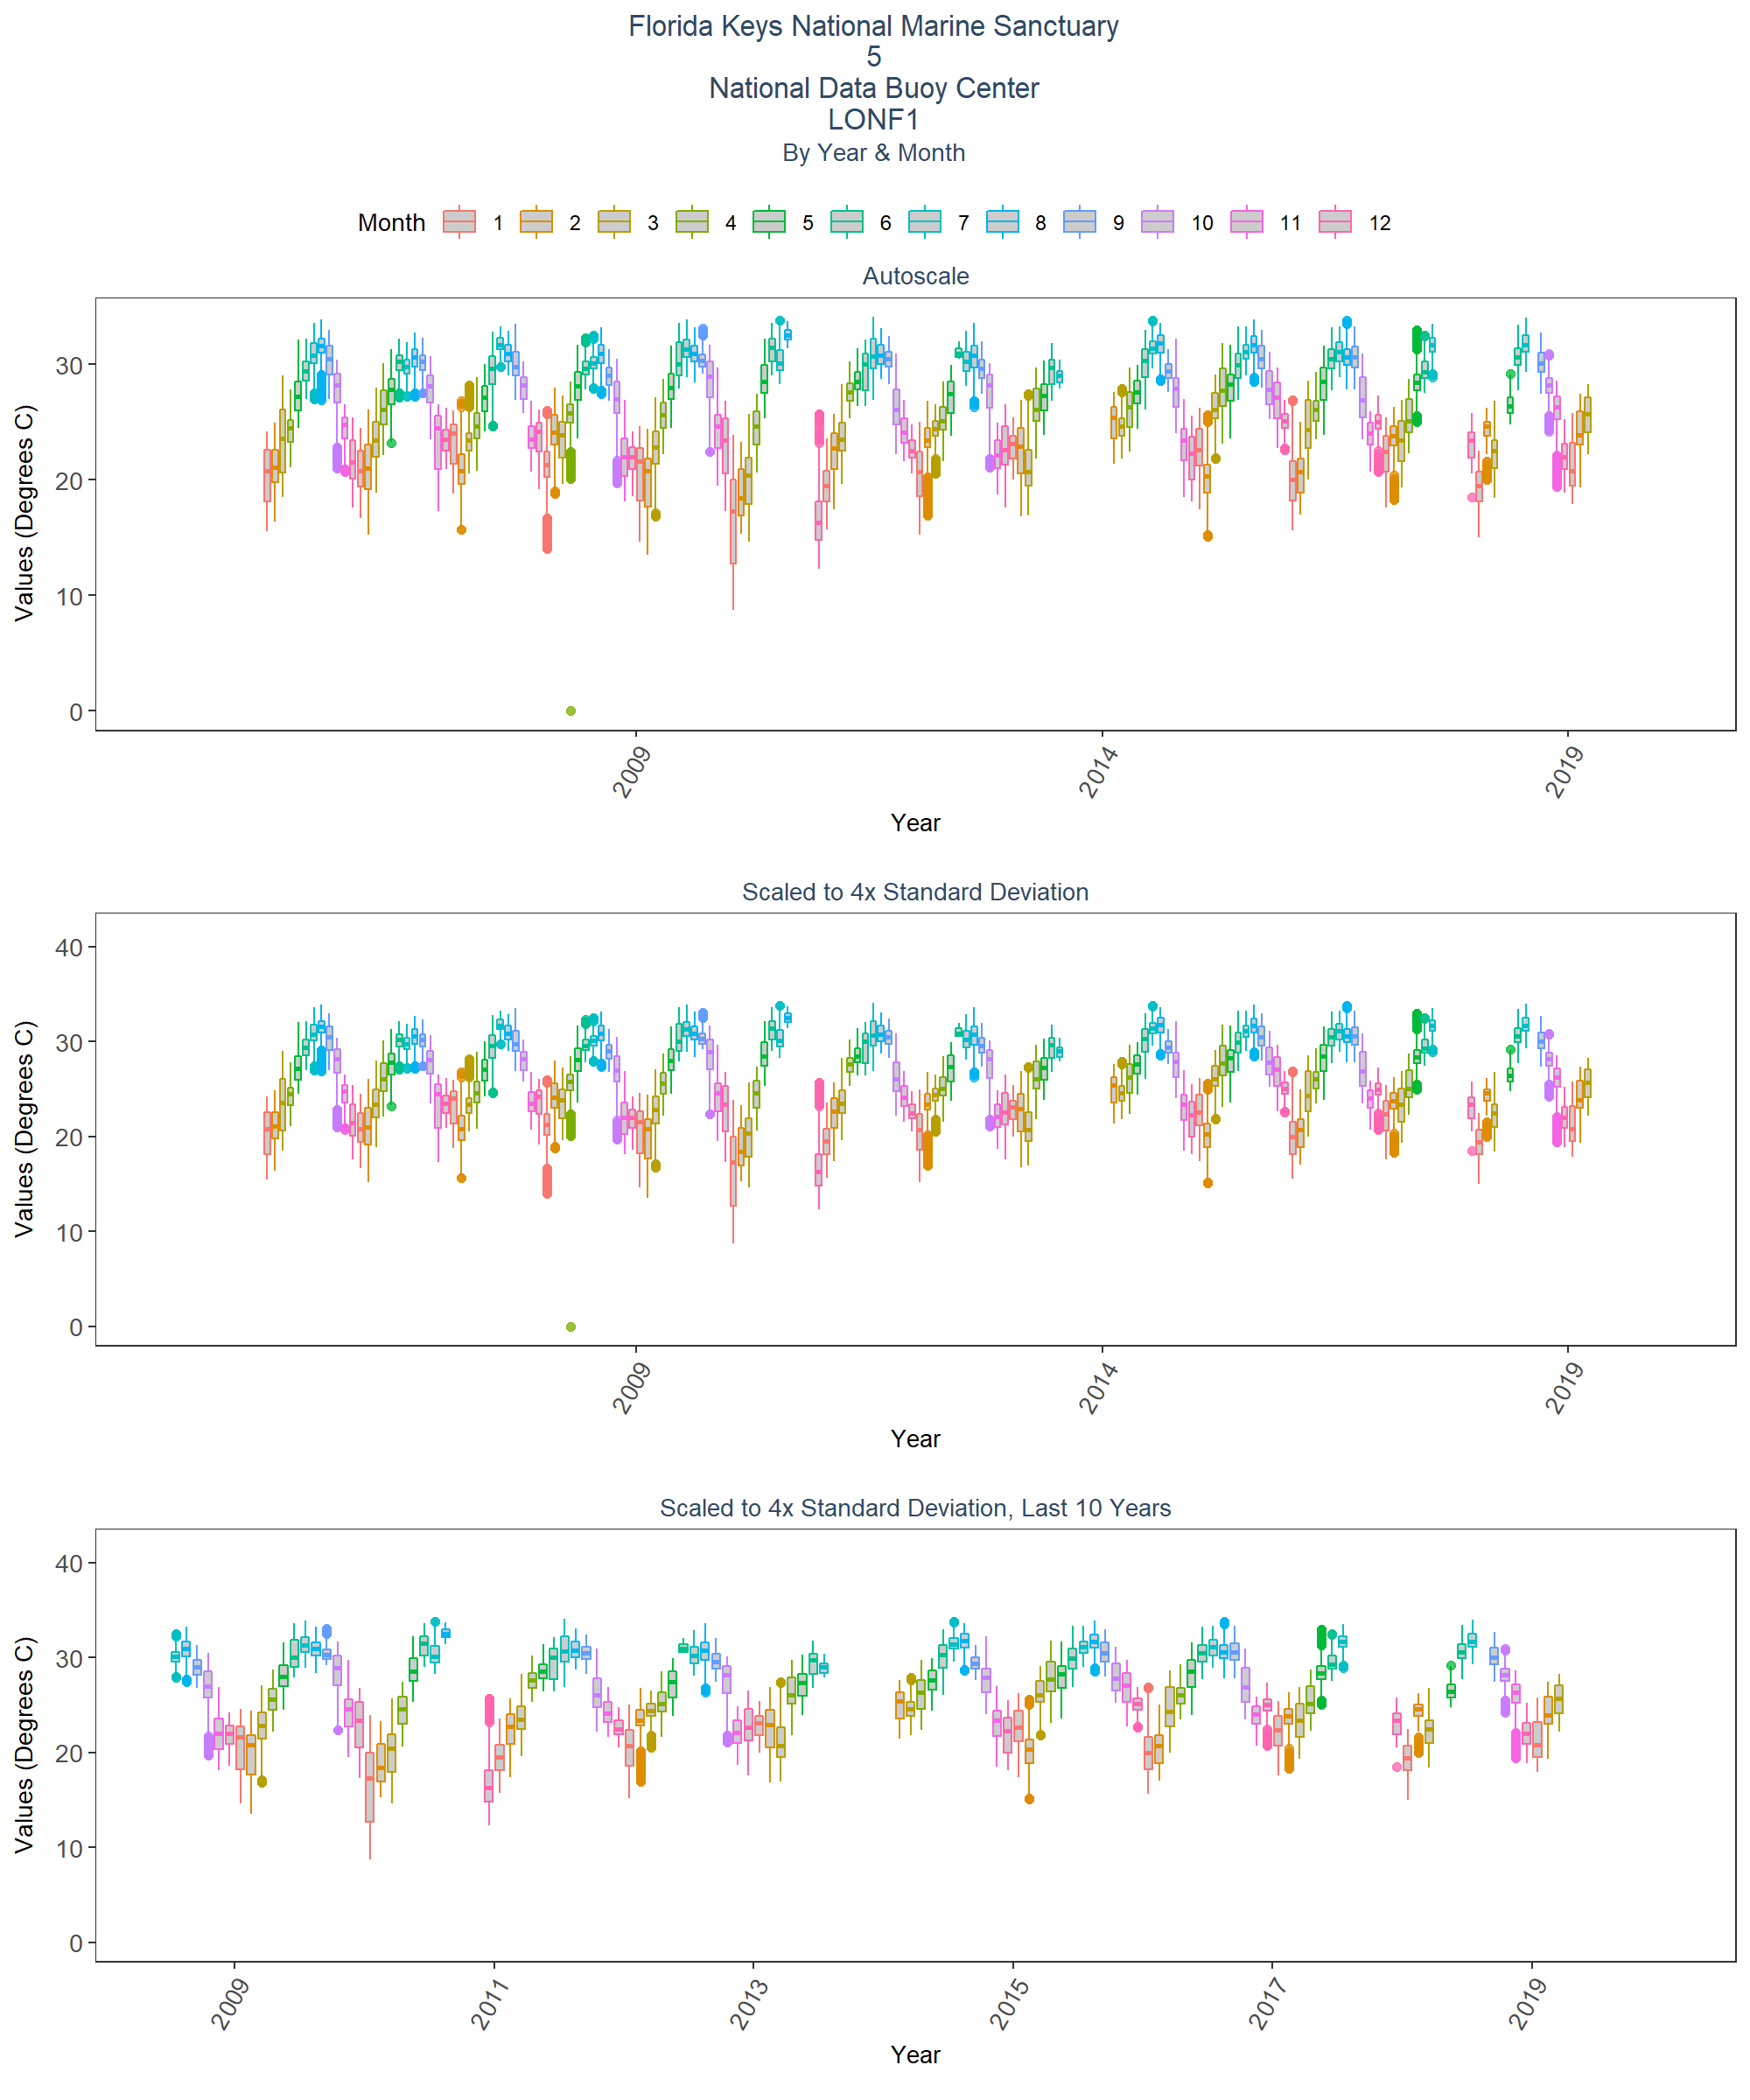 Florida Keys National Marine Sanctuary
5
National Data Buoy Center
LONF1
By Year & Month
Month 1 2 3 4 5 6 7 8 9 10 11 12
Autoscale
Values (Degrees C)
30
20
10
0
2009 2014 2019
Year
Scaled to 4x Standard Deviation
Values (Degrees C)
40
30
20
10
0
2009 2014 2019
Year
Scaled to 4x Standard Deviation, Last 10 Years
Values (Degrees C)
40
30
20
10
0
2009 2011 2013 2015 2017 2019
Year